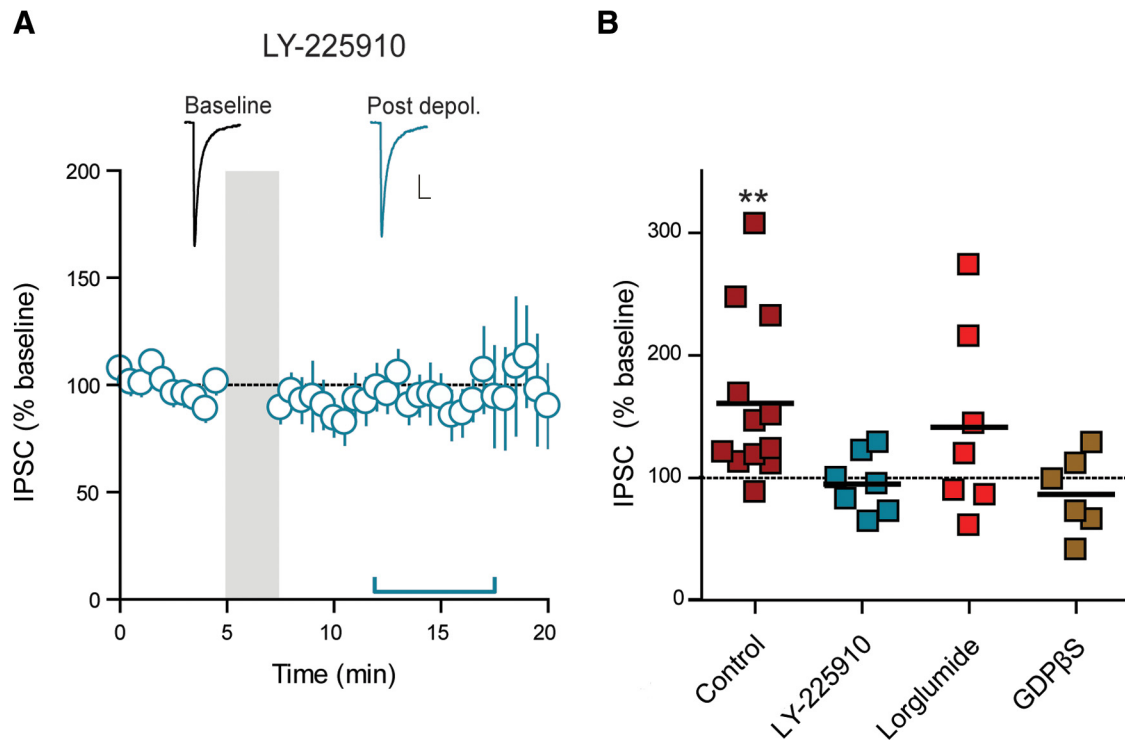 A
LY-225910
Baseline
Post depol.
200
150
100
50
0
0 5 10 15 20
IPSC (% baseline)
Time (min)
B
**
300
200
100
0
IPSC (% baseline)
Control
LY-225910
Lorglumide
GDPβS